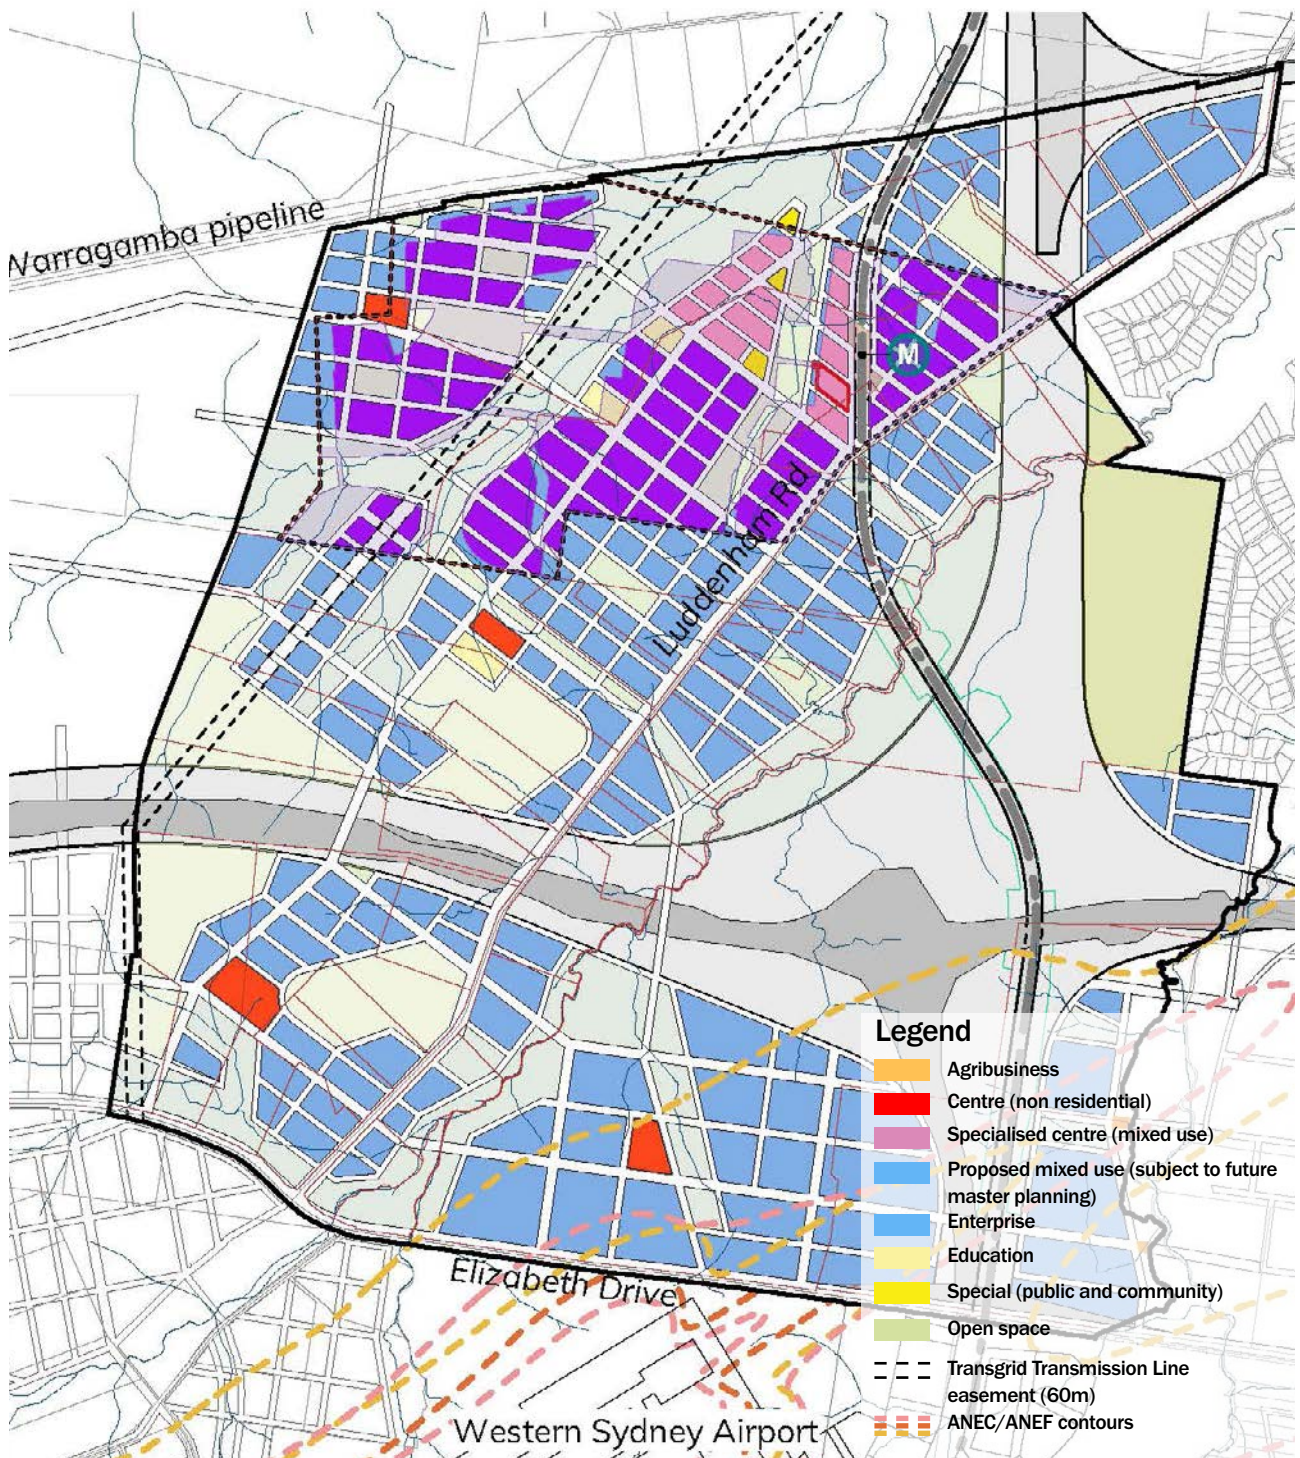 Warragamba pipeline
M
Luddenham Rd
Elizabeth Drive
Western Sydney Airport
Legend
Agribusiness
Centre (non residential)
Specialised centre (mixed use)
Proposed mixed use (subject to future
master planning)
Enterprise
Education
Special (public and community)
Open space
Transgrid Transmission Line
easement (60m)
ANEC/ANEF contours